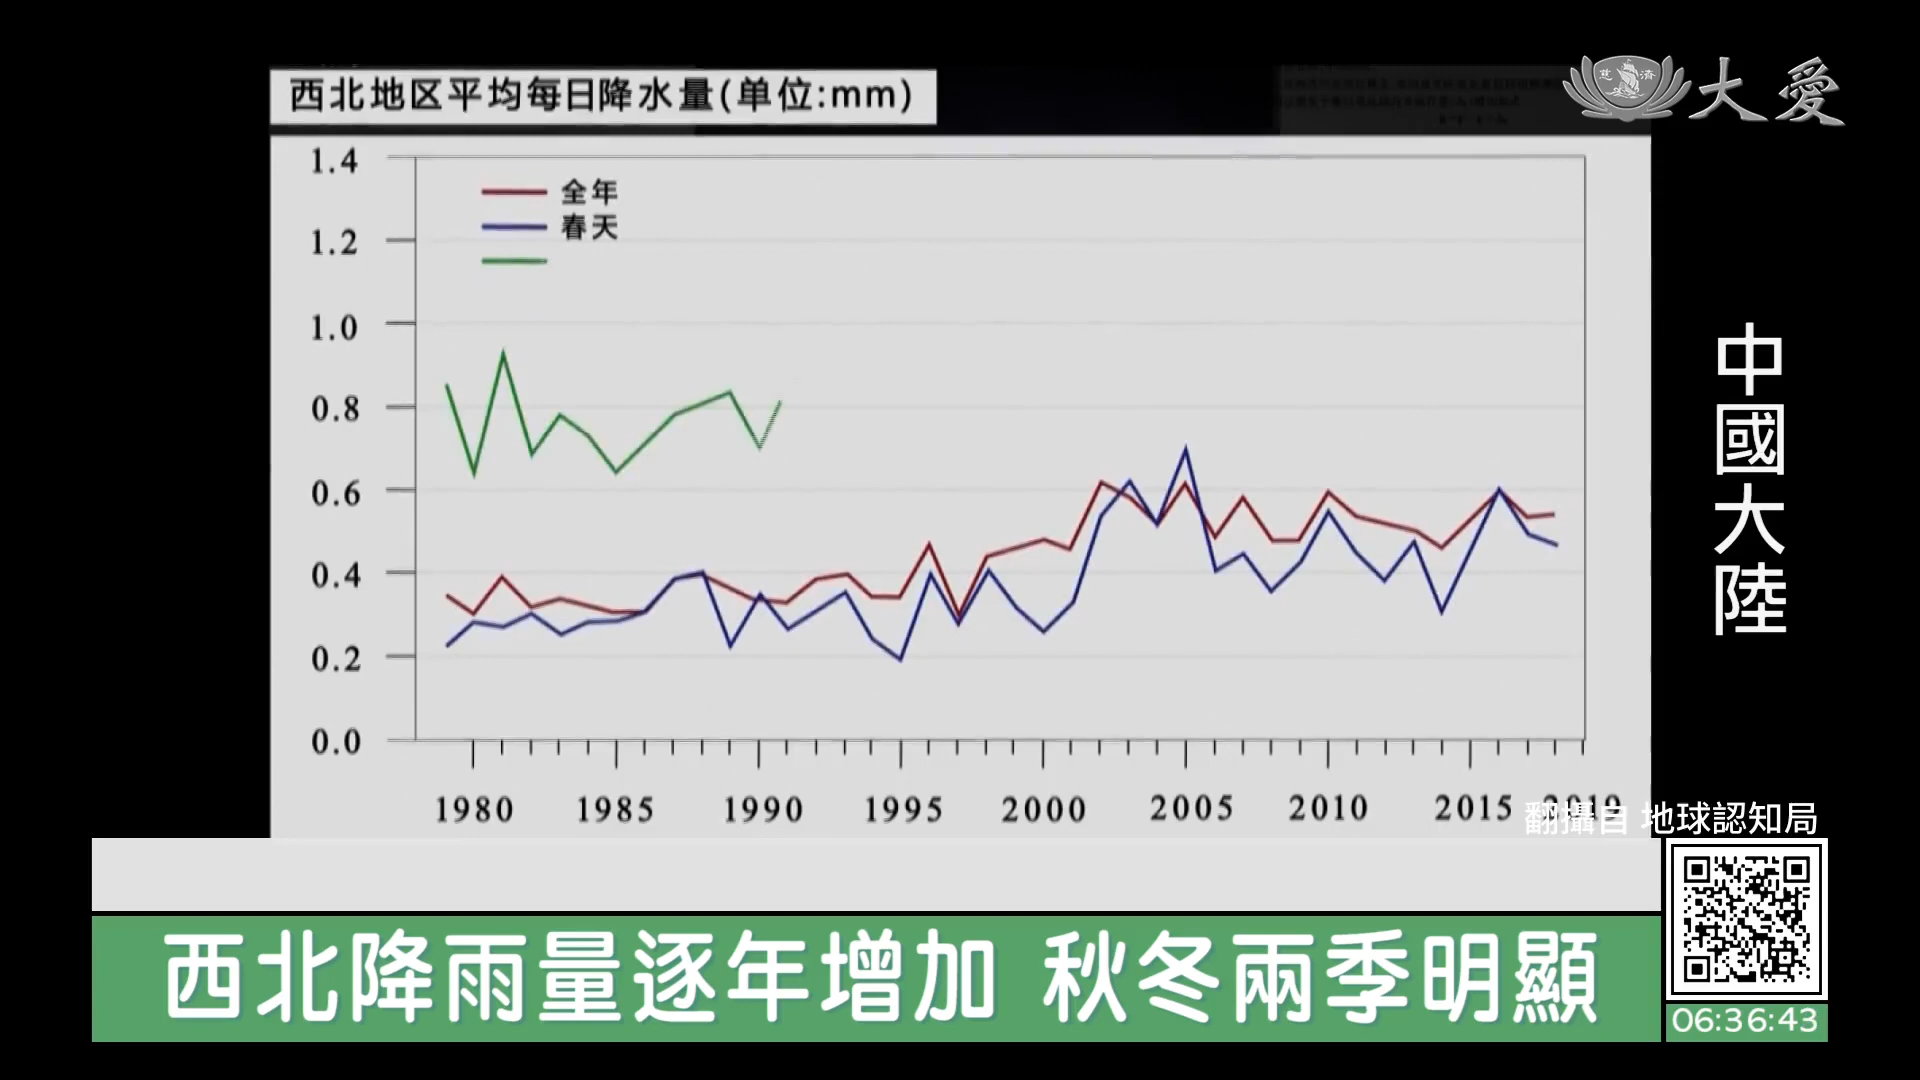 西北地区平均每日降水量(单位:mm)
慈濟
大愛
1.4
全年
春天
1.2
1.0
0.8
0.6
0.4
0.2
0.0
1980 1985 1990 1995 2000 2005 2010 2015 2019
中國大陸
翻攝自 地球認知局
西北降雨量逐年增加 秋冬兩季明顯
06:36:43